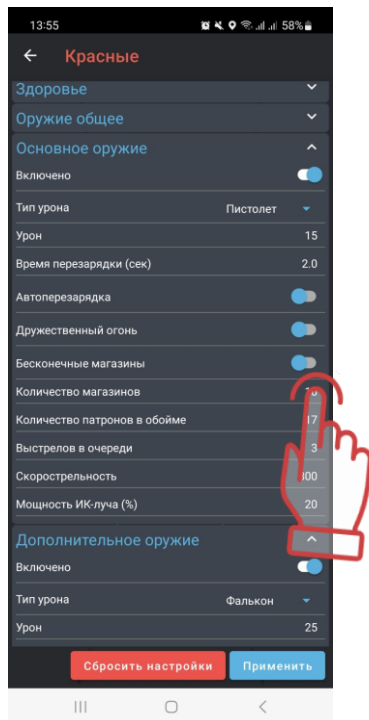 13:55 58%
Красные
Здоровье
Оружие общее
Основное оружие
Включено
Тип урона Пистолет
Урон 15
Время перезарядки (сек) 2.0
Автоперезарядка
Дружественный огонь
Бесконечные магазины
Количество магазинов
Количество патронов в обойме 17
Выстрелов в очереди 3
Скорострельность
Мощность ИК-луча (%) 20
Дополнительное оружие
Включено
Тип урона Фалькон
Урон 25
Сбросить настройки Применить